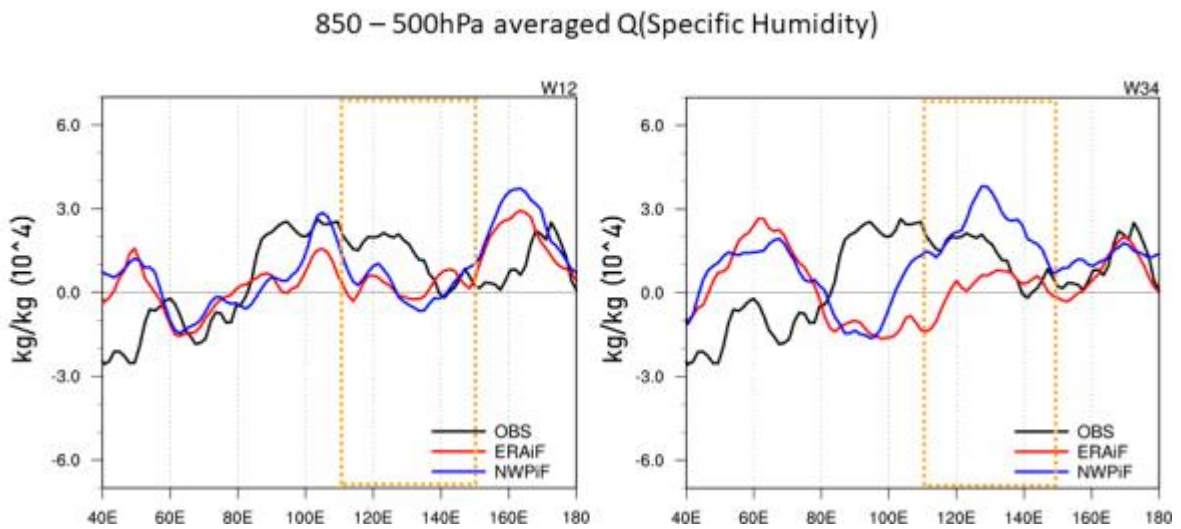 850 – 500hPa averaged Q(Specific Humidity)
W12
6.0
3.0
0.0
-3.0
-6.0
kg/kg (10^4)
OBS
ERAiF
NWPiF
40E 60E 80E 100E 120E 140E 160E 180
W34
6.0
3.0
0.0
-3.0
-6.0
kg/kg (10^4)
OBS
ERAiF
NWPiF
40E 60E 80E 100E 120E 140E 160E 180